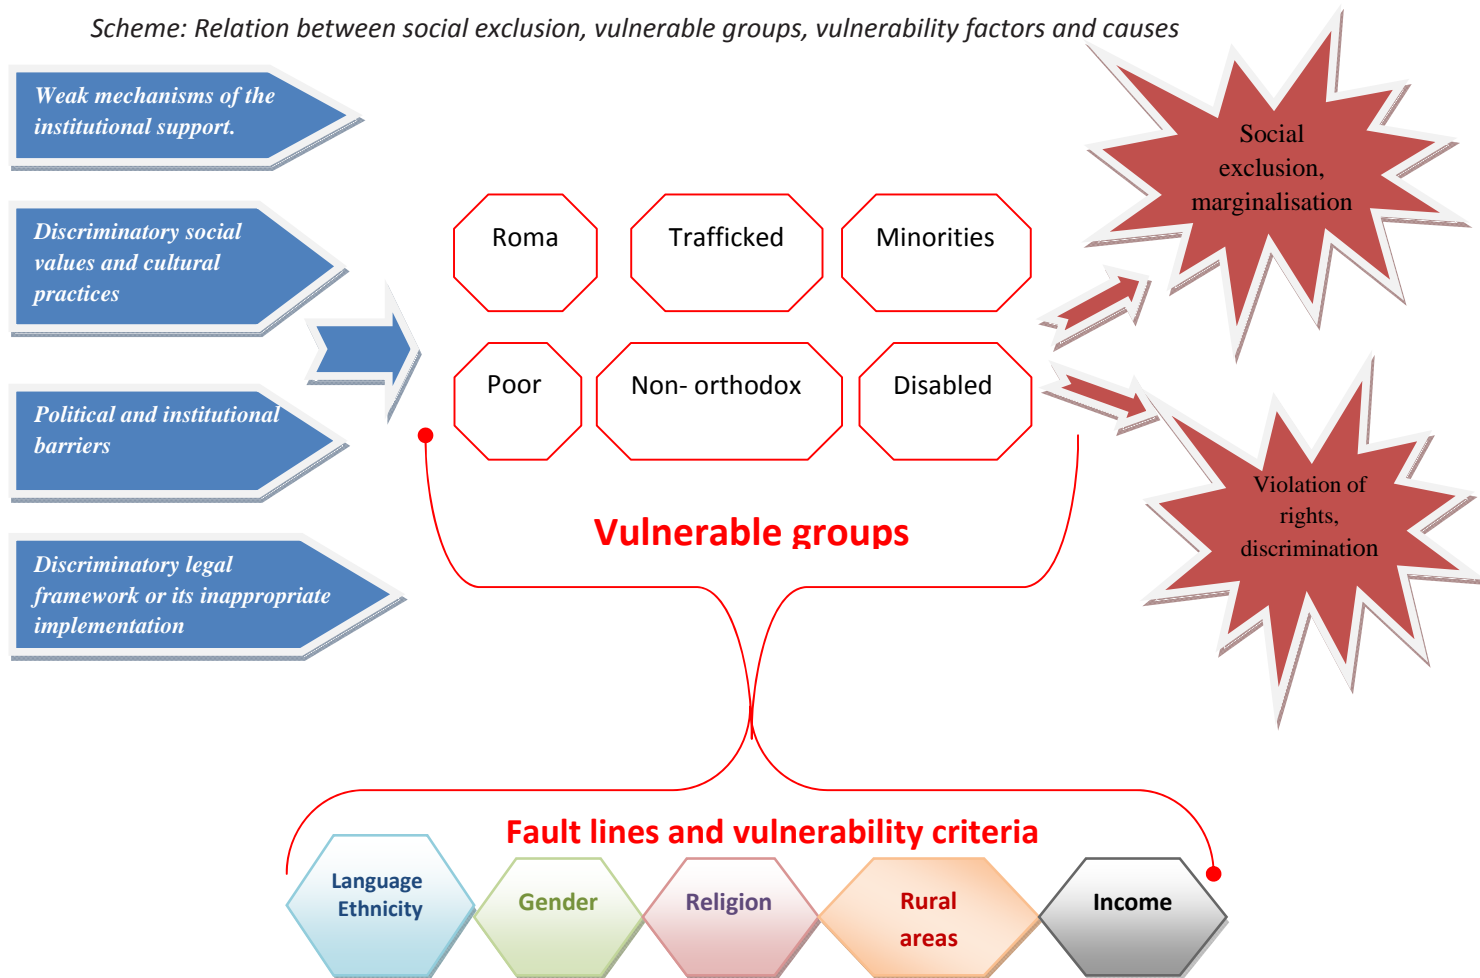 Scheme: Relation between social exclusion, vulnerable groups, vulnerability factors and causes
Weak mechanisms of the
institutional support.
Discriminatory social
values and cultural
practices
Political and institutional
barriers
Discriminatory legal
framework or its inappropriate
implementation
Roma
Trafficked
Minorities
Poor
Non- orthodox
Disabled
Vulnerable groups
Social
exclusion,
marginalisation
Violation of
rights,
discrimination
Fault lines and vulnerability criteria
Language
Ethnicity
Gender
Religion
Rural
areas
Income